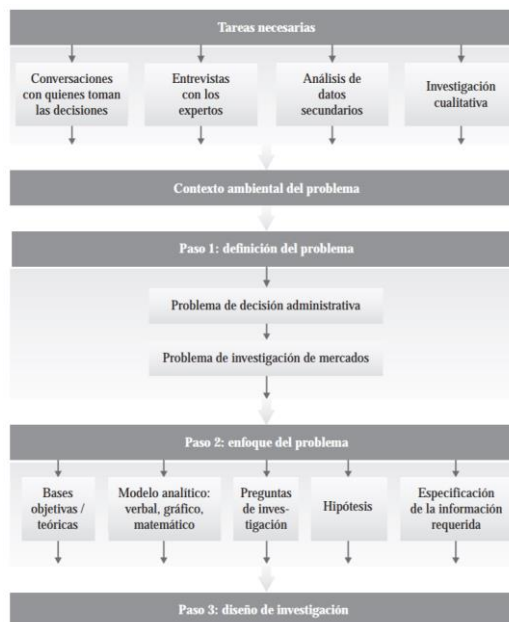 Tareas necesarias
Conversaciones
con quienes toman
las decisiones
Entrevistas
con los
expertos
Análisis de
datos
secundarios
Investigación
cualitativa
Contexto ambiental del problema
Paso 1: definición del problema
Problema de decisión administrativa
Problema de investigación de mercados
Paso 2: enfoque del problema
Bases
objetivas /
teóricas
Modelo analítico:
verbal, gráfico,
matemático
Preguntas
de inves-
tigación
Hipótesis
Especificación
de la información
requerida
Paso 3: diseño de investigación